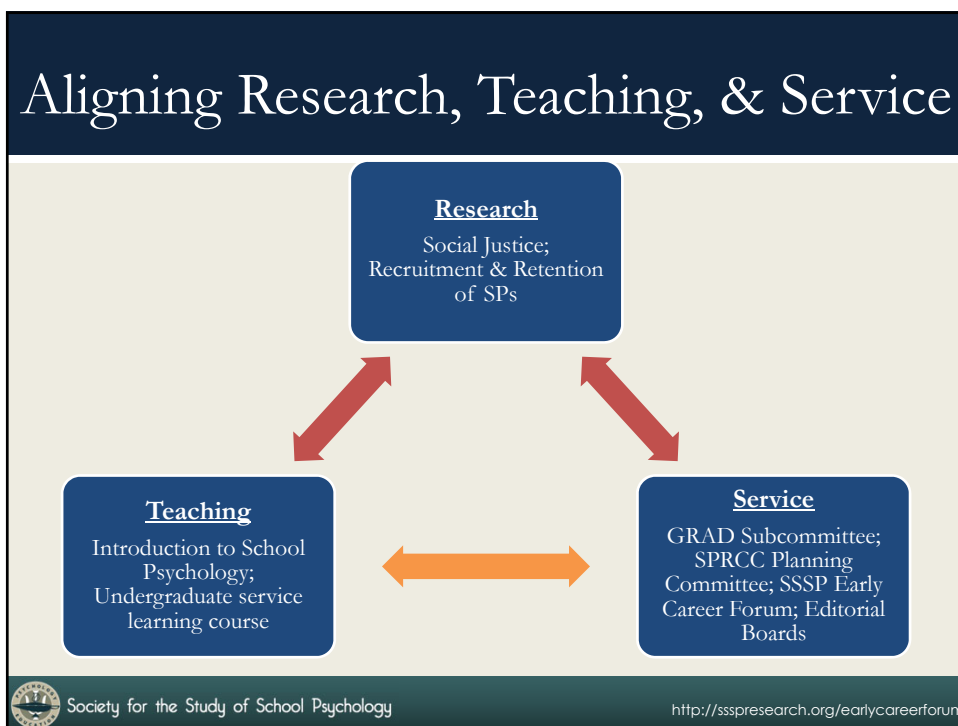 Aligning Research, Teaching, & Service
Research
Social Justice;
Recruitment & Retention
of SPs
Teaching
Introduction to School
Psychology;
Undergraduate service
learning course
Service
GRAD Subcommittee;
SPRCC Planning
Committee; SSSP Early
Career Forum; Editorial
Boards
Society for the Study of School Psychology
http://ssspresearch.org/earlycareerforum